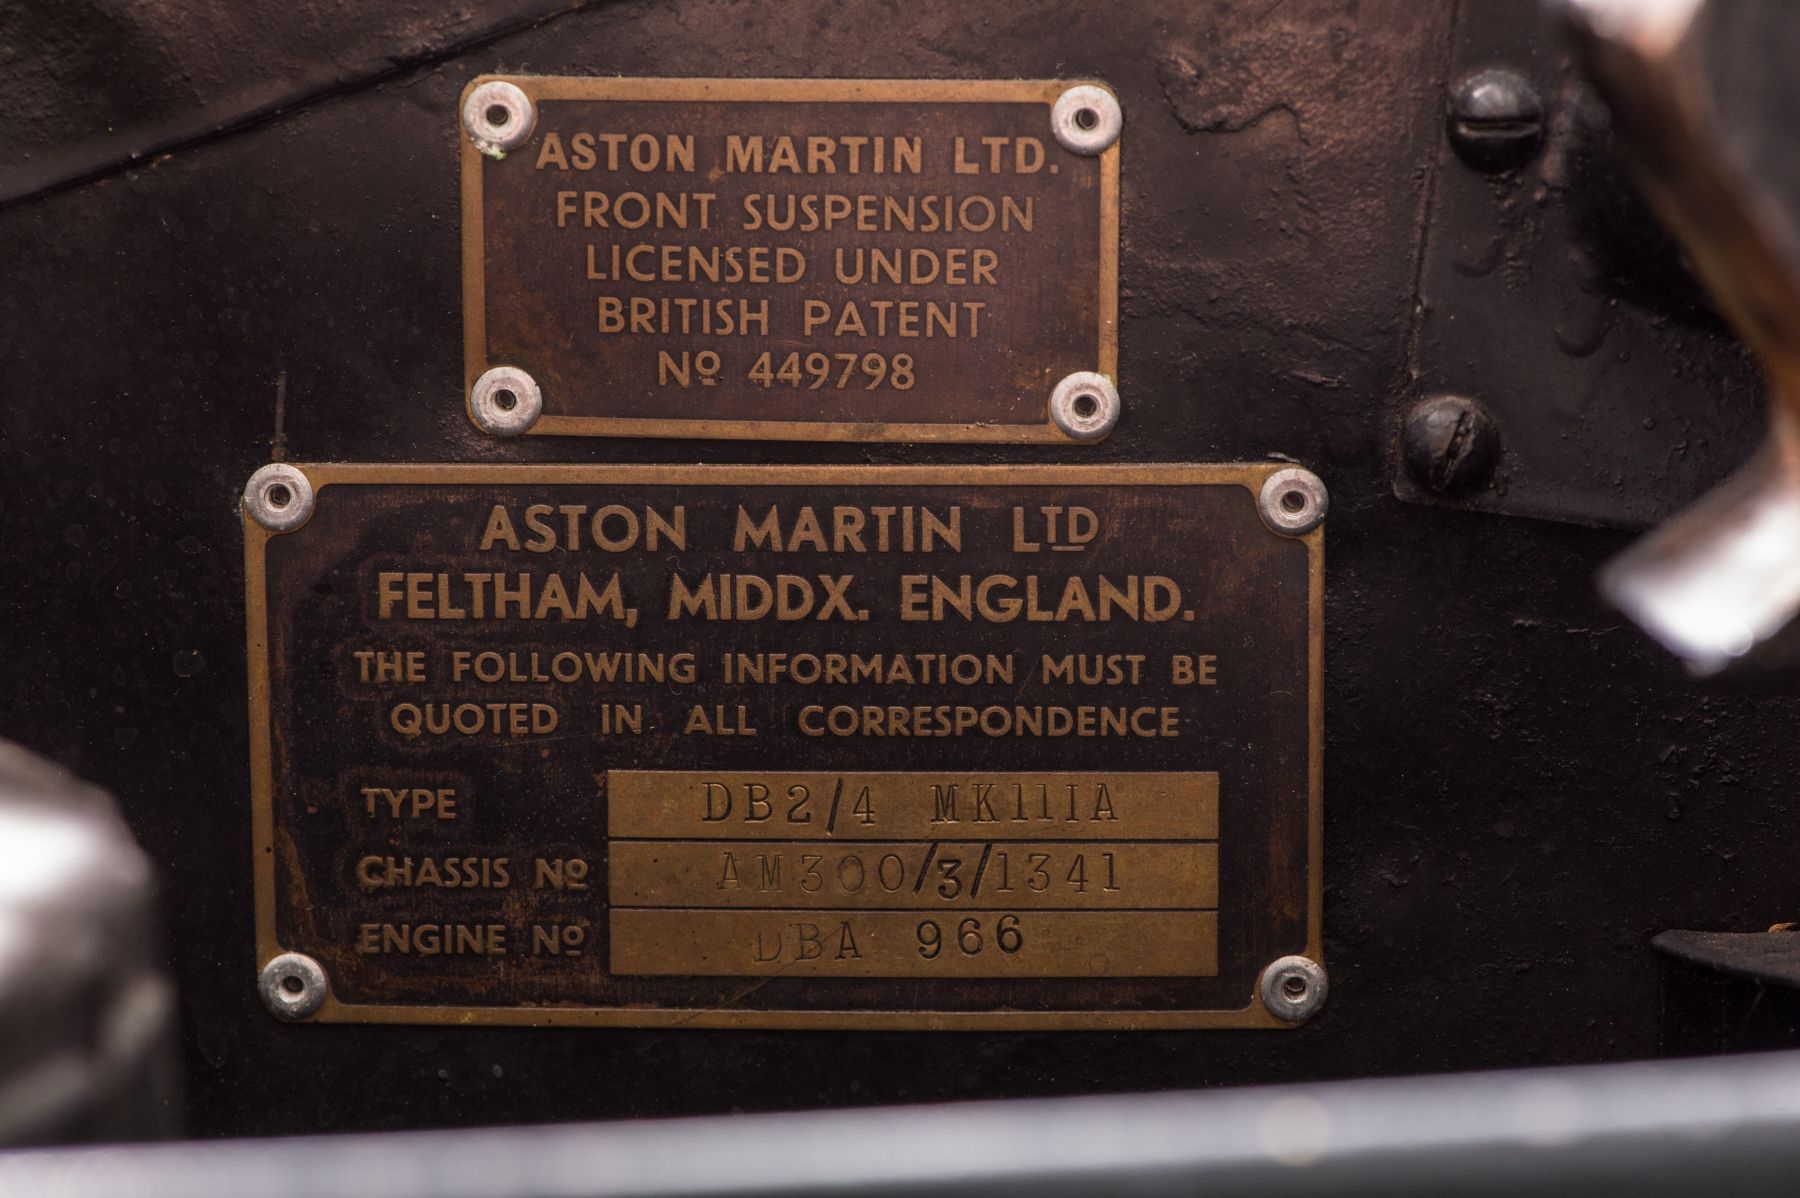 ASTON MARTIN LTD.
FRONT SUSPENSION
LICENSED UNDER
BRITISH PATENT
Nº 449798
ASTON MARTIN LTD
FELTHAM, MIDDX. ENGLAND.
THE FOLLOWING INFORMATION MUST BE
QUOTED IN ALL CORRESPONDENCE
TYPE DB2/4 MK111A
CHASSIS Nº AM300/3/1341
ENGINE Nº DBA 966